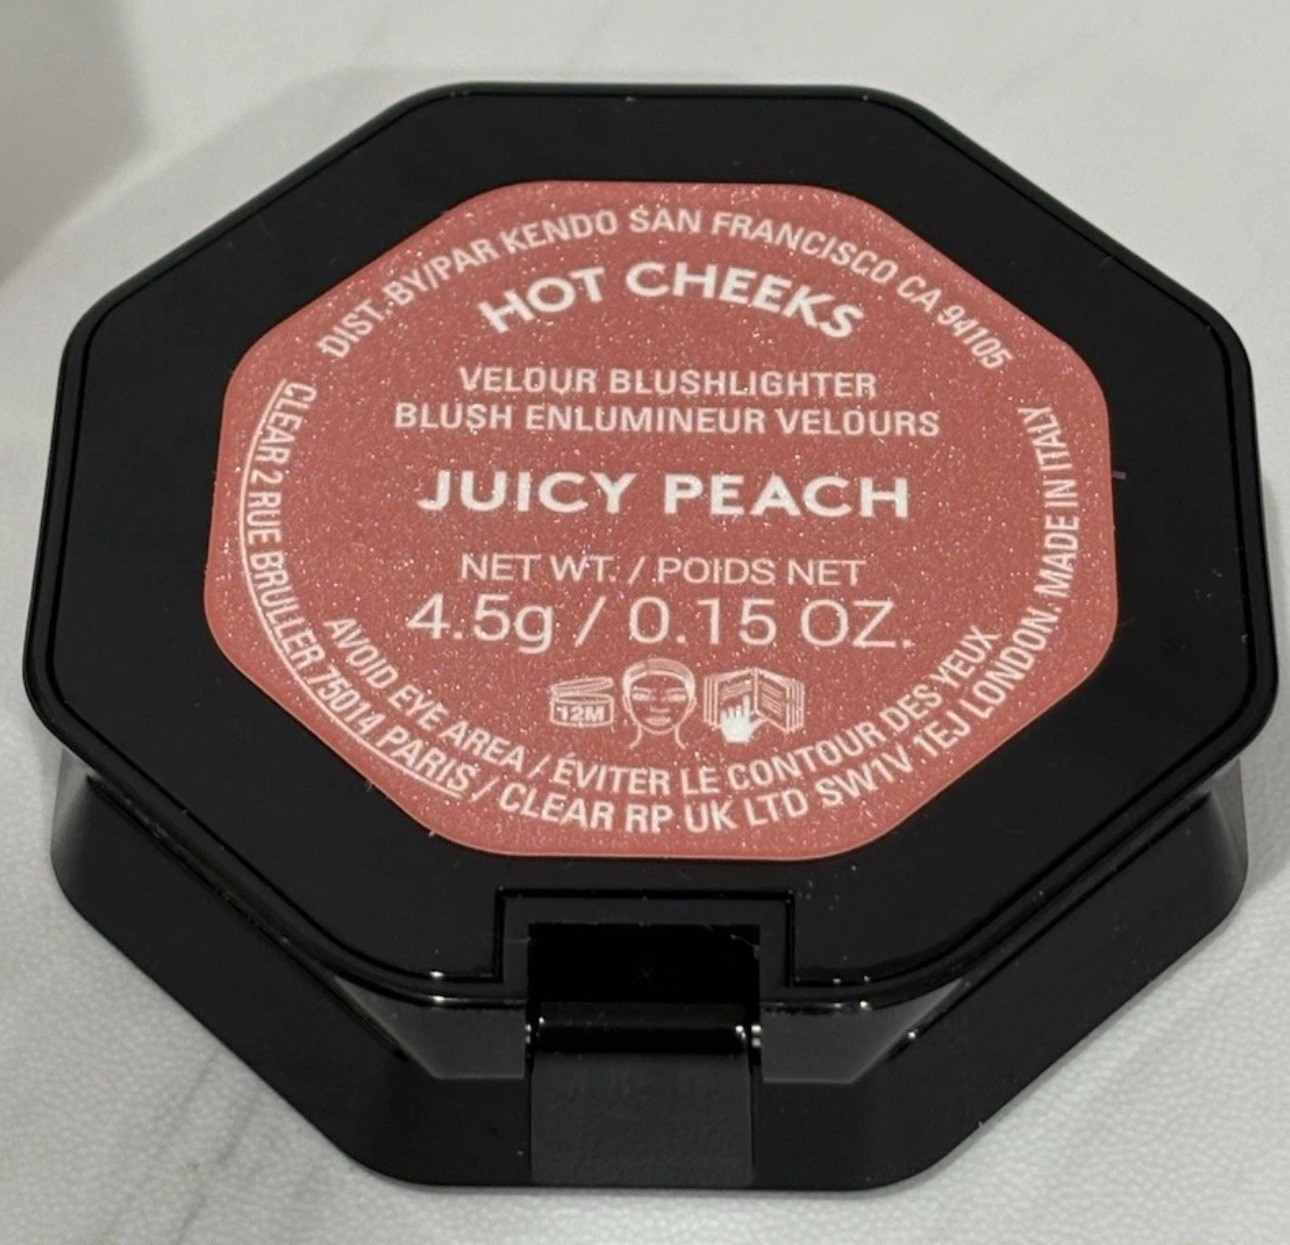 DIST. BY/PAR KENDO SAN FRANCISCO CA 94105
HOT CHEEKS
VELOUR BLUSHLIGHTER
BLUSH ENLUMINEUR VELOURS
JUICY PEACH
NET WT. / POIDS NET
4.5g / 0.15 OZ.
12M
AVOID EYE AREA / ÉVITER LE CONTOUR DES YEUX
CLEAR 2 RUE BRULLER 75014 PARIS / CLEAR RP UK LTD SW1V 1EJ LONDON. MADE IN ITALY